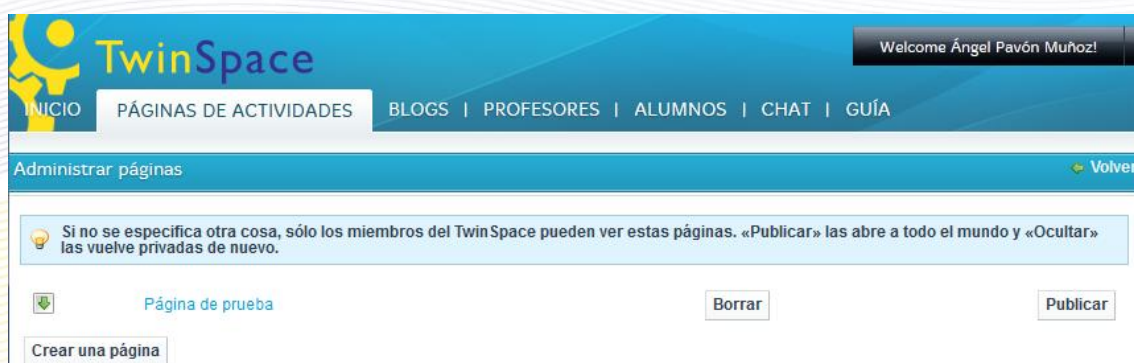 TwinSpace
Welcome Ángel Pavón Muñoz!
INICIO PÁGINAS DE ACTIVIDADES BLOGS | PROFESORES | ALUMNOS | CHAT | GUÍA
Administrar páginas Volver
Si no se especifica otra cosa, sólo los miembros del TwinSpace pueden ver estas páginas. «Publicar» las abre a todo el mundo y «Ocultar»
las vuelve privadas de nuevo.
Página de prueba Borrar Publicar
Crear una página